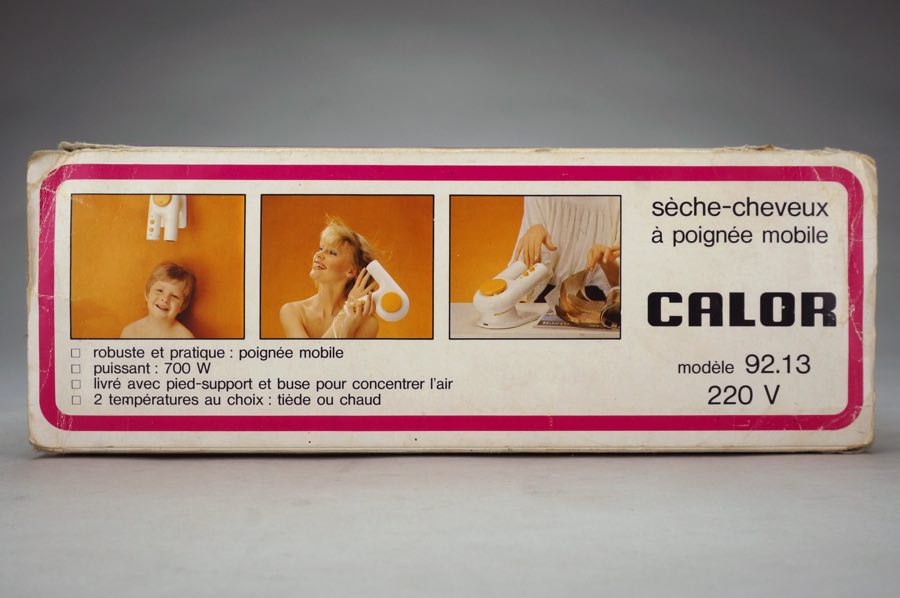 sèche-cheveux
à poignée mobile
CALOR
modèle 92.13
220 V
□ robuste et pratique : poignée mobile
□ puissant : 700 W
□ livré avec pied-support et buse pour concentrer l'air
□ 2 températures au choix : tiède ou chaud